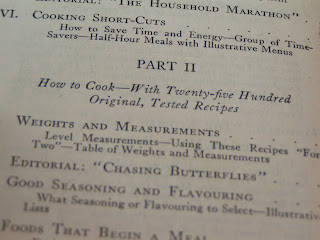 EDITORIAL: "THE HOUSEHOLD MARATHON" .
VI. COOKING SHORT-CUTS . . . .
How to Save Time and Energy—Group of Time-
Savers—Half-Hour Meals with Illustrative Menus
PART II
How to Cook—With Twenty-five Hundred
Original, Tested Recipes
WEIGHTS AND MEASUREMENTS . . . .
Level Measurements—Using These Recipes "For
Two"—Table of Weights and Measurements
EDITORIAL: "CHASING BUTTERFLIES" . .
GOOD SEASONING AND FLAVOURING . .
What Seasoning or Flavouring to Select—Illustrative
Lists
FOODS THAT BEGIN A MEAL